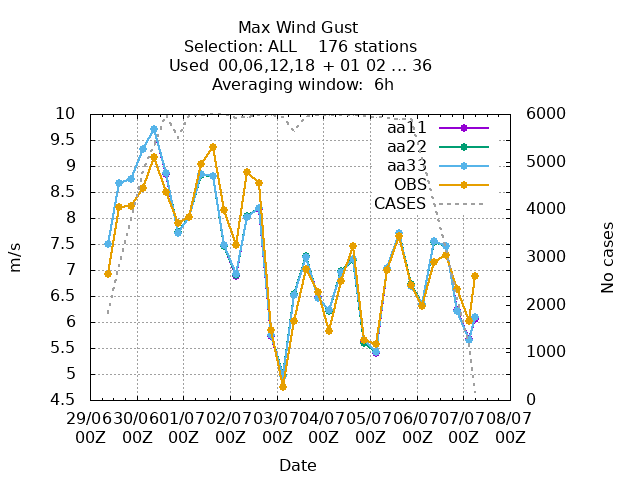 Max Wind Gust
Selection: ALL    176 stations
Used  00,06,12,18 + 01 02 ... 36
Averaging window:  6h
10
9.5
9
8.5
8
7.5
7
6.5
6
5.5
5
4.5
m/s
6000
5000
4000
3000
2000
1000
0
No cases
aa11
aa22
aa33
OBS
CASES
29/06 30/06 01/07 02/07 03/07 04/07 05/07 06/07 07/07 08/07
00Z 00Z 00Z 00Z 00Z 00Z 00Z 00Z 00Z 00Z
Date